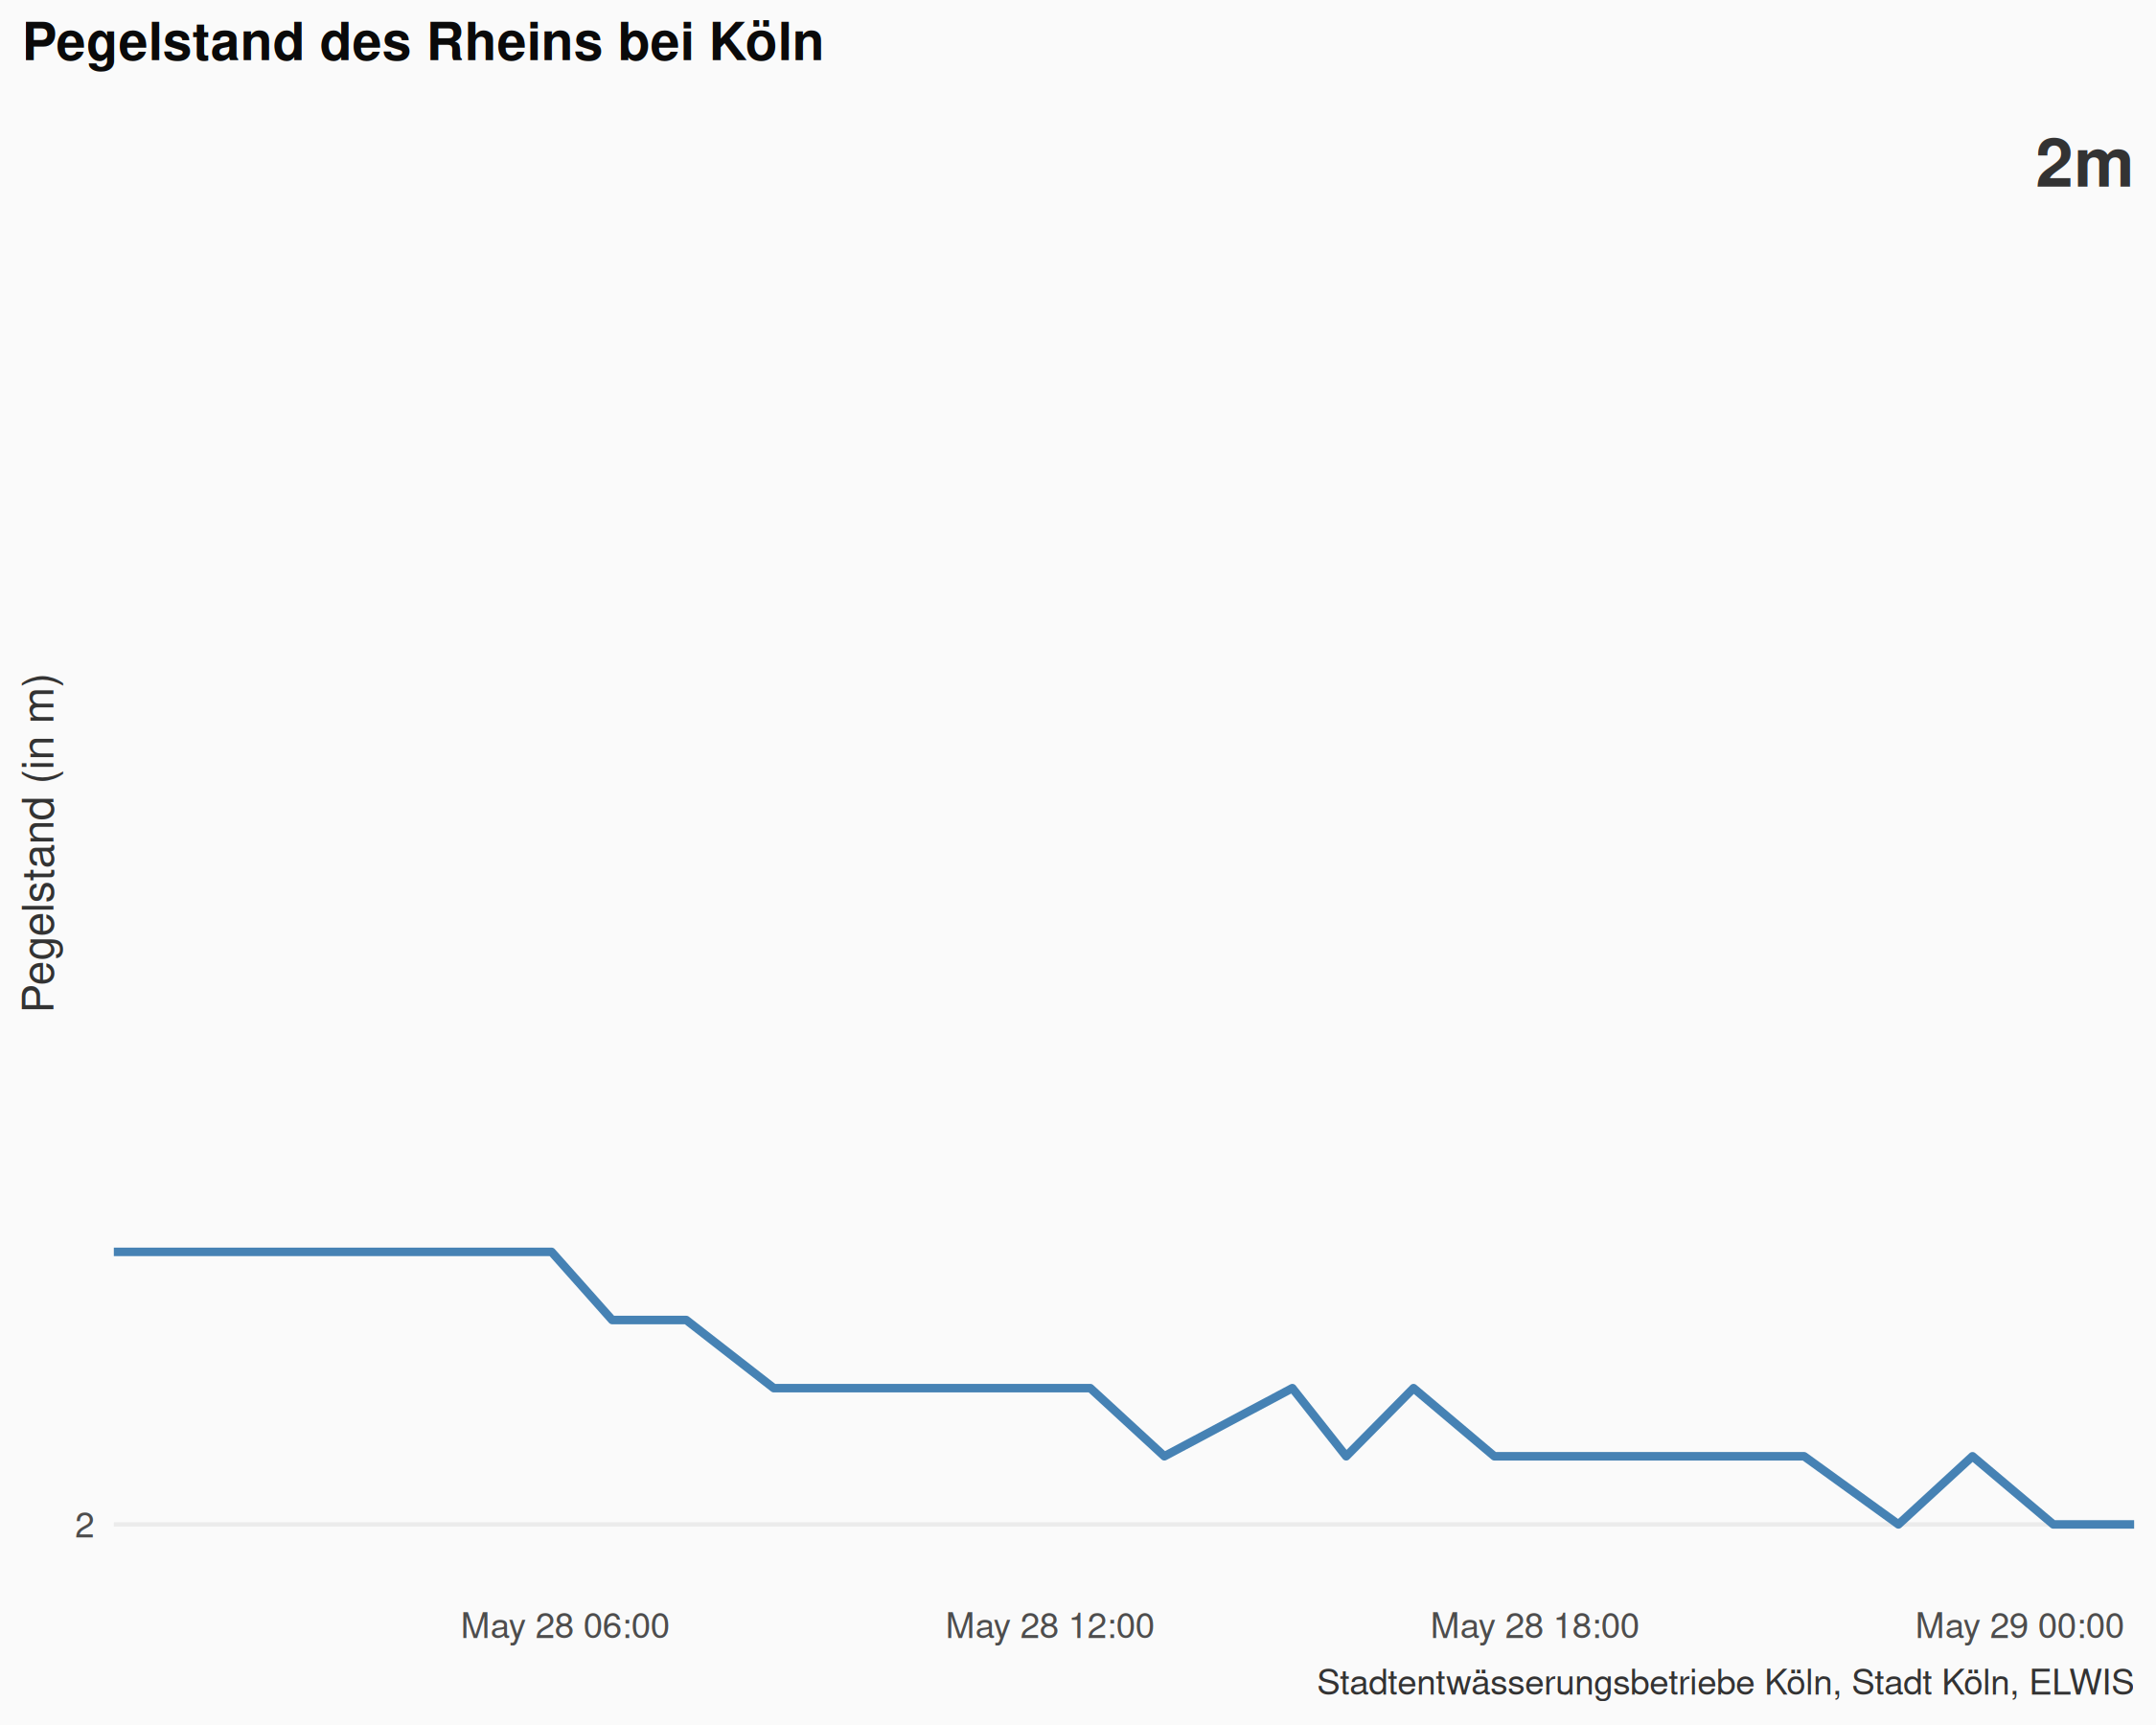 Pegelstand des Rheins bei Köln
2m
Pegelstand (in m)
2
May 28 06:00
May 28 12:00
May 28 18:00
May 29 00:00
Stadtentwässerungsbetriebe Köln, Stadt Köln, ELWIS